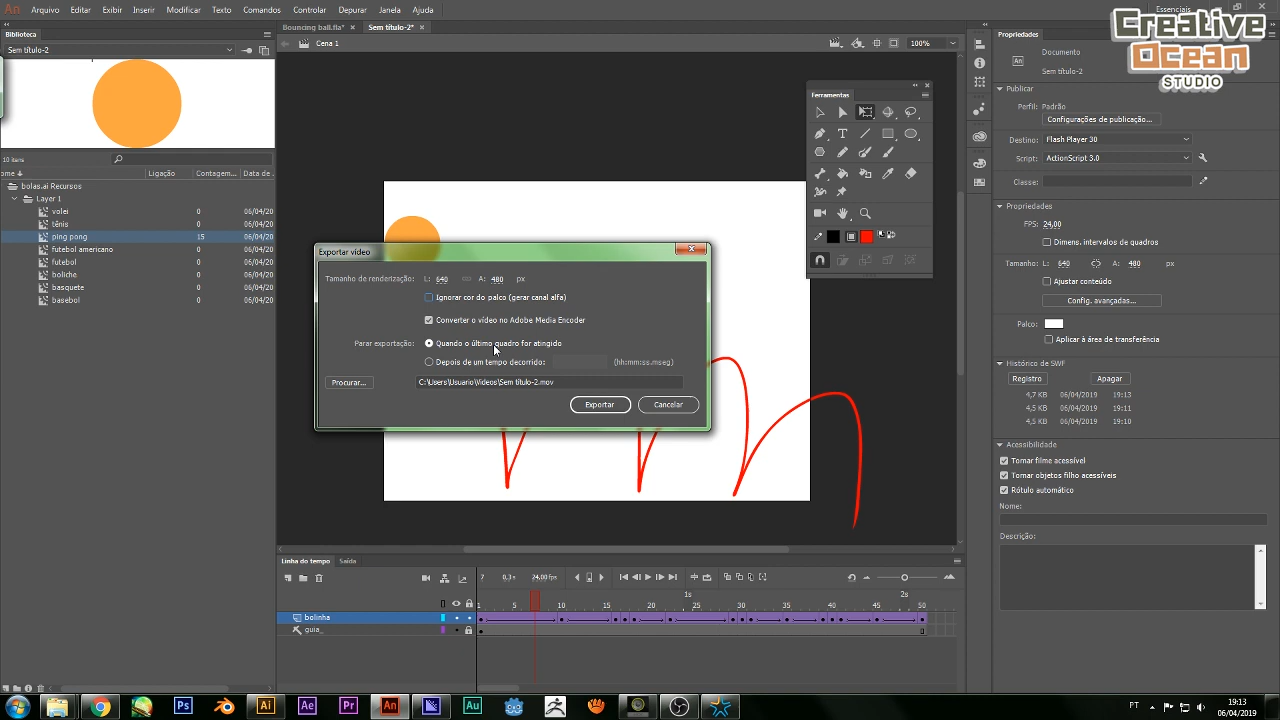 An Arquivo Editar Exibir Inserir Modificar Texto Comandos Controlar Depurar Janela Ajuda Essenciais
Creative
Ocean
STUDIO
Biblioteca
Sem título-2
10 itens
ome Ligação Contagem... Data de
bolas.ai Recursos
Layer 1
volei 0 06/04/20
tênis 0 06/04/20
ping pong 15 06/04/20
futebol americano 0 06/04/20
futebol 0 06/04/20
boliche 0 06/04/20
basquete 0 06/04/20
basebol 0 06/04/20
Bouncing ball.fla* × Sem título-2* ×
Cena 1 100%
Ferramentas
Exportar vídeo
Tamanho de renderização: L: 640 A: 480 px
Ignorar cor do palco (gerar canal alfa)
Converter o vídeo no Adobe Media Encoder
Parar exportação: Quando o último quadro for atingido
Depois de um tempo decorrido: (hh:mm:ss.mseg)
Procurar... C:\Users\Usuario\Videos\Sem título-2.mov
Exportar Cancelar
Propriedades
Documento
An Sem título-2
Publicar
Perfil: Padrão
Configurações de publicação...
Destino: Flash Player 30
Script: ActionScript 3.0
Classe:
Propriedades
FPS: 24,00
Dimens. intervalos de quadros
Tamanho: L: 640 A: 480 px
Ajustar conteúdo
Config. avançadas...
Palco:
Aplicar à área de transferência
Histórico de SWF
Registro Apagar
4,7 KB 06/04/2019 19:13
4,5 KB 06/04/2019 19:11
4,5 KB 06/04/2019 19:10
Acessibilidade
Tornar filme acessível
Tornar objetos filho acessíveis
Rótulo automático
Nome:
Descrição:
Linha do tempo Saída
7 0,3 s 24,00 fps
1s 2s
1 5 10 15 20 25 30 35 40 45 50
bolinha
guia_
Ps Ai Ae Pr An Au
PT 19:13
06/04/2019